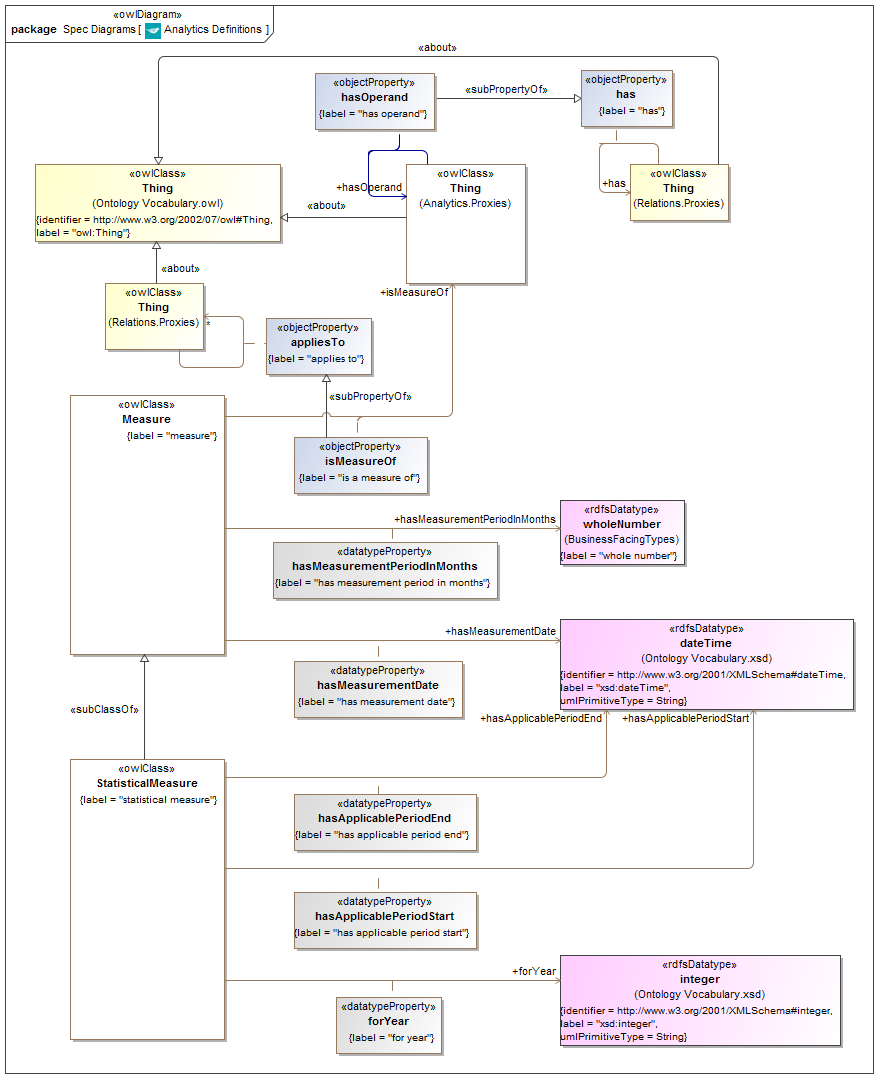 «owlDiagram»
package Spec Diagrams [ Analytics Definitions ]
«about»
«objectProperty»
hasOperand
{label = "has operand"}
«subPropertyOf»
«objectProperty»
has
{label = "has"}
«owlClass»
Thing
(Ontology Vocabulary.owl)
{identifier = http://www.w3.org/2002/07/owl#Thing,
label = "owl:Thing"}
+hasOperand
«about»
«owlClass»
Thing
(Analytics.Proxies)
+has
«owlClass»
Thing
(Relations.Proxies)
«about»
+isMeasureOf
«owlClass»
Thing
(Relations.Proxies)
*
«objectProperty»
appliesTo
{label = "applies to"}
«subPropertyOf»
«owlClass»
Measure
{label = "measure"}
«objectProperty»
isMeasureOf
{label = "is a measure of"}
+hasMeasurementPeriodInMonths
«rdfsDatatype»
wholeNumber
(BusinessFacingTypes)
{label = "whole number"}
«datatypeProperty»
hasMeasurementPeriodInMonths
{label = "has measurement period in months"}
+hasMeasurementDate
«rdfsDatatype»
dateTime
(Ontology Vocabulary.xsd)
{identifier = http://www.w3.org/2001/XMLSchema#dateTime,
label = "xsd:dateTime",
umlPrimitiveType = String}
«datatypeProperty»
hasMeasurementDate
{label = "has measurement date"}
«subClassOf»
+hasApplicablePeriodEnd
+hasApplicablePeriodStart
«owlClass»
StatisticalMeasure
{label = "statistical measure"}
«datatypeProperty»
hasApplicablePeriodEnd
{label = "has applicable period end"}
«datatypeProperty»
hasApplicablePeriodStart
{label = "has applicable period start"}
+forYear
«rdfsDatatype»
integer
(Ontology Vocabulary.xsd)
{identifier = http://www.w3.org/2001/XMLSchema#integer,
label = "xsd:integer",
umlPrimitiveType = String}
«datatypeProperty»
forYear
{label = "for year"}